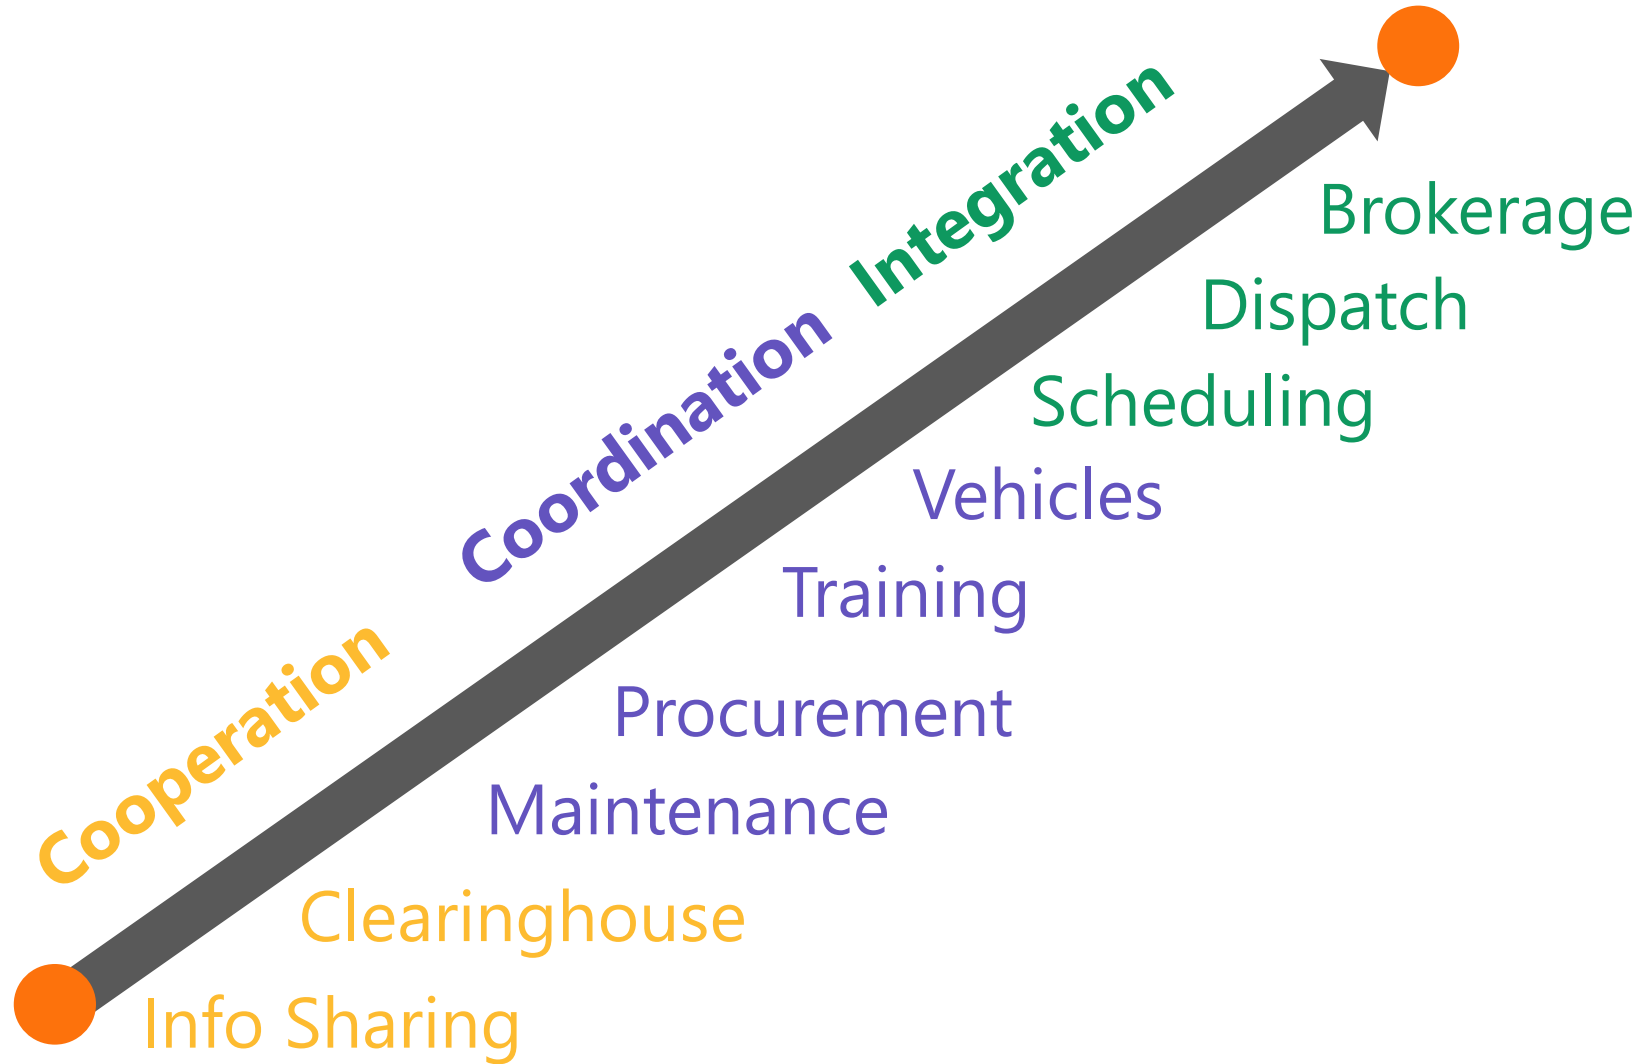 Integration
Coordination
Cooperation
Brokerage
Dispatch
Scheduling
Vehicles
Training
Procurement
Maintenance
Clearinghouse
Info Sharing